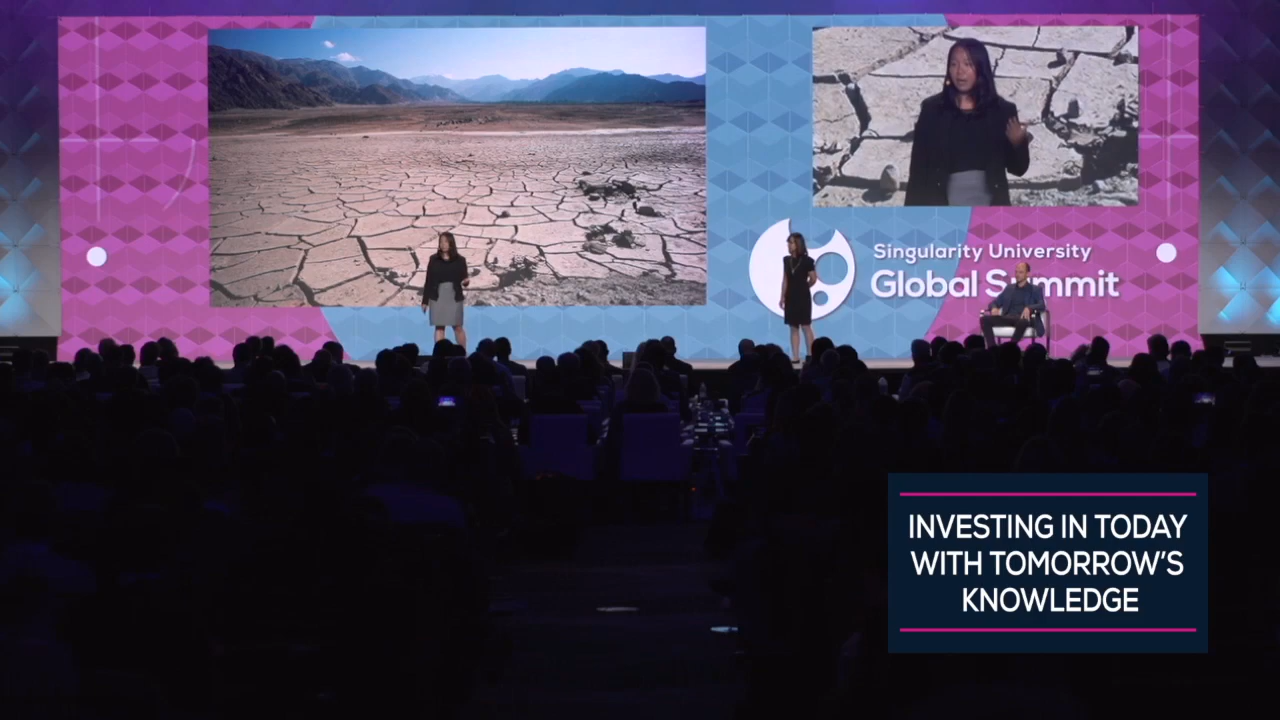 Singularity University
Global Summit
INVESTING IN TODAY
WITH TOMORROW'S
KNOWLEDGE